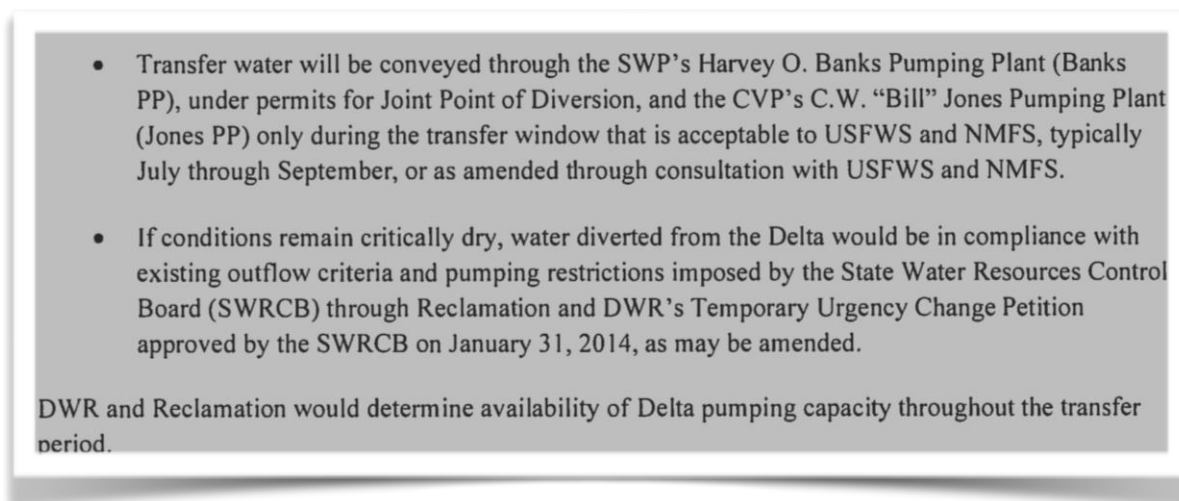 • Transfer water will be conveyed through the SWP's Harvey O. Banks Pumping Plant (Banks
PP), under permits for Joint Point of Diversion, and the CVP's C.W. “Bill” Jones Pumping Plant
(Jones PP) only during the transfer window that is acceptable to USFWS and NMFS, typically
July through September, or as amended through consultation with USFWS and NMFS.
• If conditions remain critically dry, water diverted from the Delta would be in compliance with
existing outflow criteria and pumping restrictions imposed by the State Water Resources Control
Board (SWRCB) through Reclamation and DWR's Temporary Urgency Change Petition
approved by the SWRCB on January 31, 2014, as may be amended.
DWR and Reclamation would determine availability of Delta pumping capacity throughout the transfer
period.